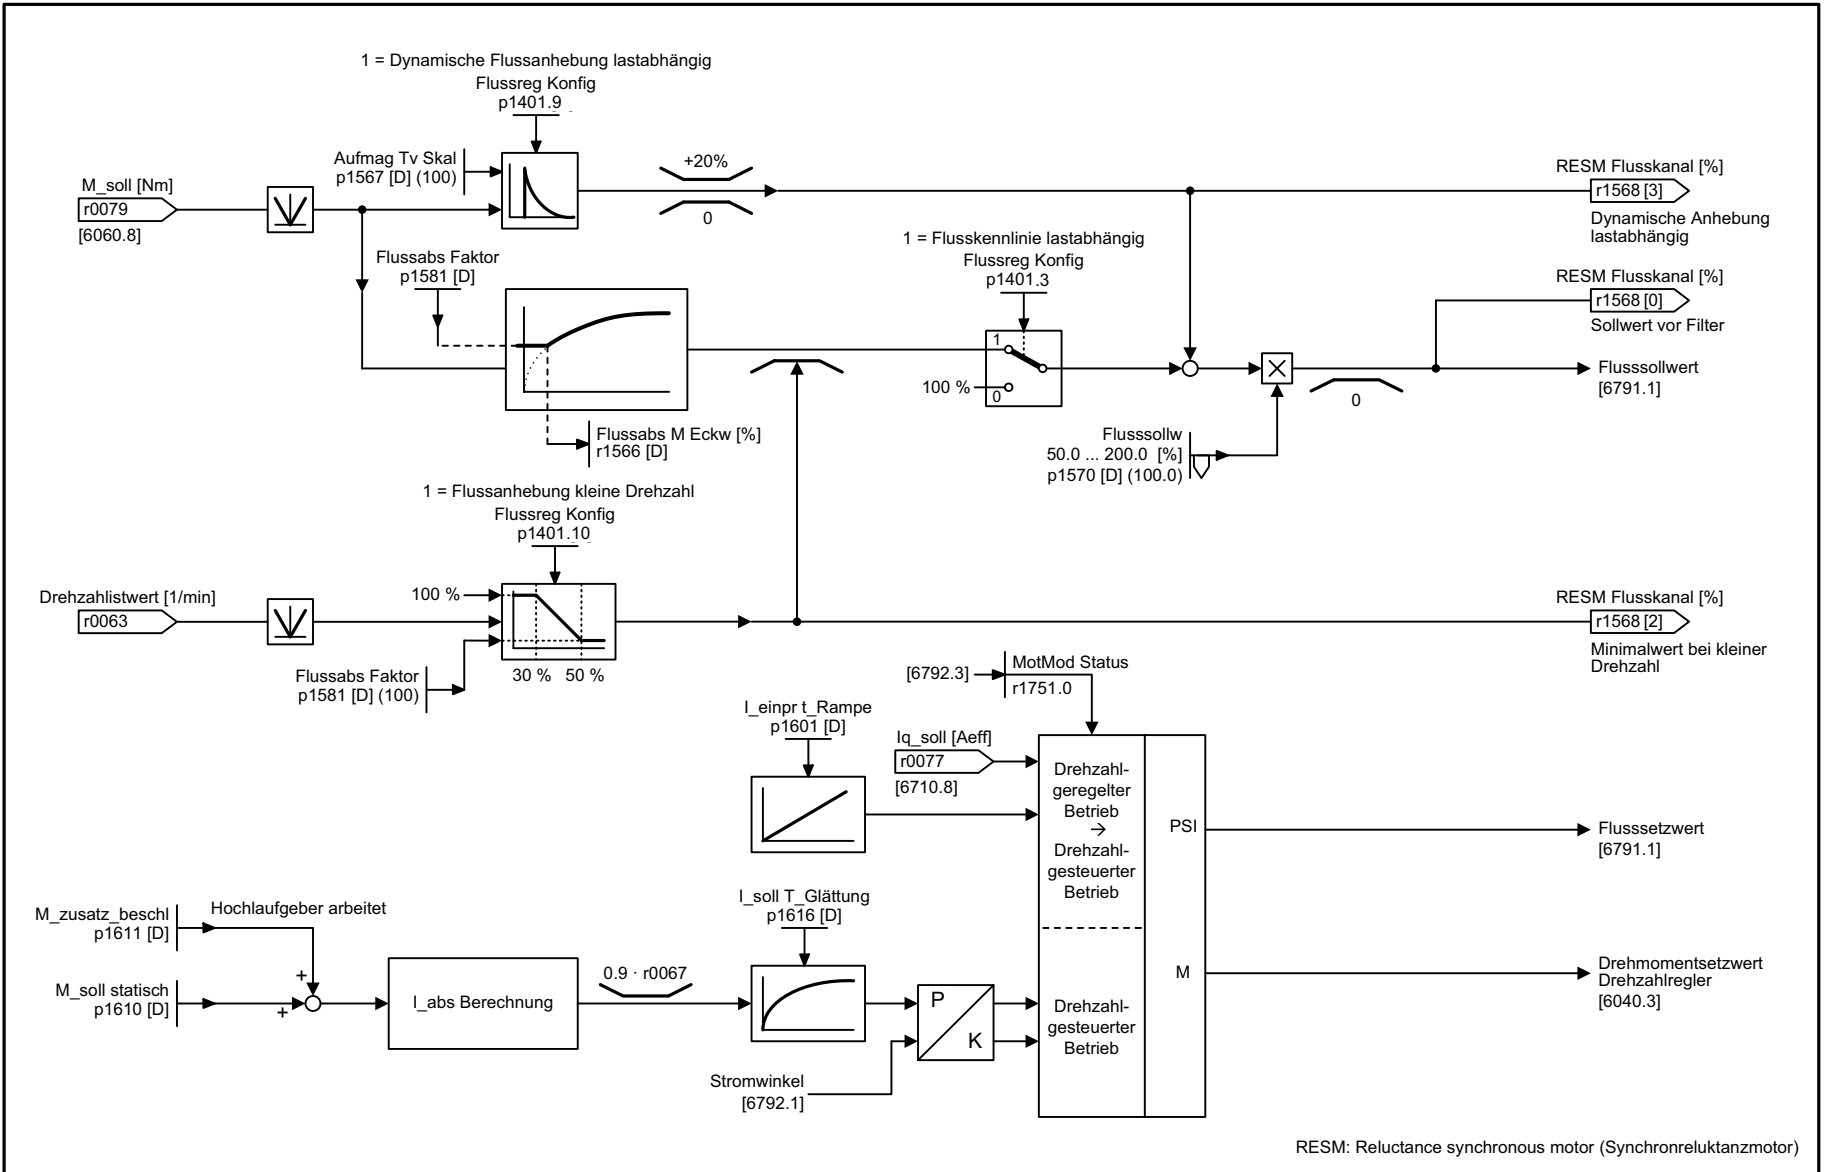 1 = Dynamische Flussanhebung lastabhängig
Flussreg Konfig
p1401.9
Aufmag Tv Skal
p1567 [D] (100)
+20%
0
M_soll [Nm]
r0079
[6060.8]
RESM Flusskanal [%]
r1568 [3]
Dynamische Anhebung
lastabhängig
Flussabs Faktor
p1581 [D]
1 = Flusskennlinie lastabhängig
Flussreg Konfig
p1401.3
1
100 %
0
RESM Flusskanal [%]
r1568 [0]
Sollwert vor Filter
Flusssollwert
[6791.1]
0
Flussabs M Eckw [%]
r1566 [D]
Flusssollw
50.0 ... 200.0 [%]
p1570 [D] (100.0)
1 = Flussanhebung kleine Drehzahl
Flussreg Konfig
p1401.10
Drehzahlistwert [1/min]
r0063
100 %
30 % 50 %
Flussabs Faktor
p1581 [D] (100)
RESM Flusskanal [%]
r1568 [2]
Minimalwert bei kleiner
Drehzahl
[6792.3]
MotMod Status
r1751.0
I_einpr t_Rampe
p1601 [D]
Iq_soll [Aeff]
r0077
[6710.8]
Drehzahl-
geregelter
Betrieb
→
Drehzahl-
gesteuerter
Betrieb
PSI
Flusssetzwert
[6791.1]
M_zusatz_beschl
p1611 [D]
Hochlaufgeber arbeitet
+
M_soll statisch
p1610 [D]
+
I_abs Berechnung
0.9 · r0067
I_soll T_Glättung
p1616 [D]
P
K
Stromwinkel
[6792.1]
Drehzahl-
gesteuerter
Betrieb
M
Drehmomentsetzwert
Drehzahlregler
[6040.3]
RESM: Reluctance synchronous motor (Synchronreluktanzmotor)